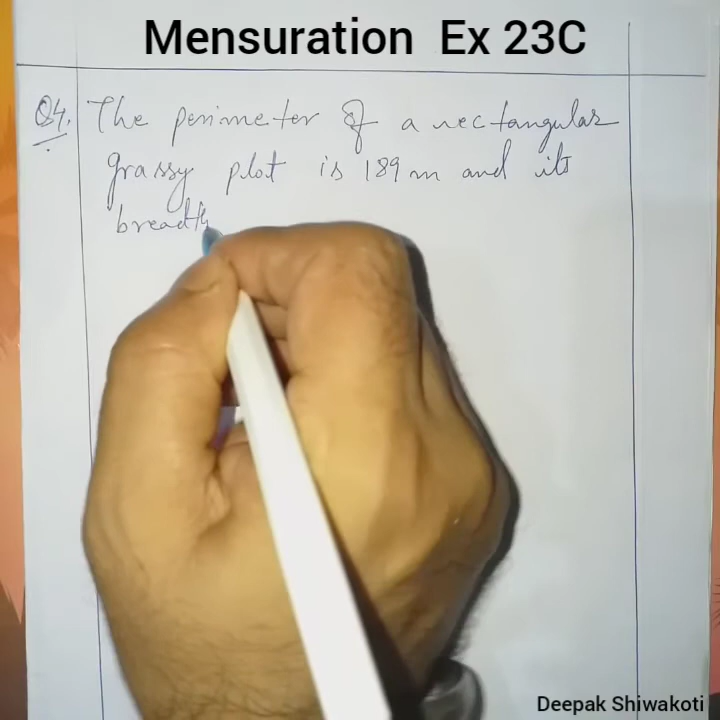 Mensuration Ex 23C
Q4. The perimeter of a rectangular
grassy plot is 189 m and its
breadth
Deepak Shiwakoti